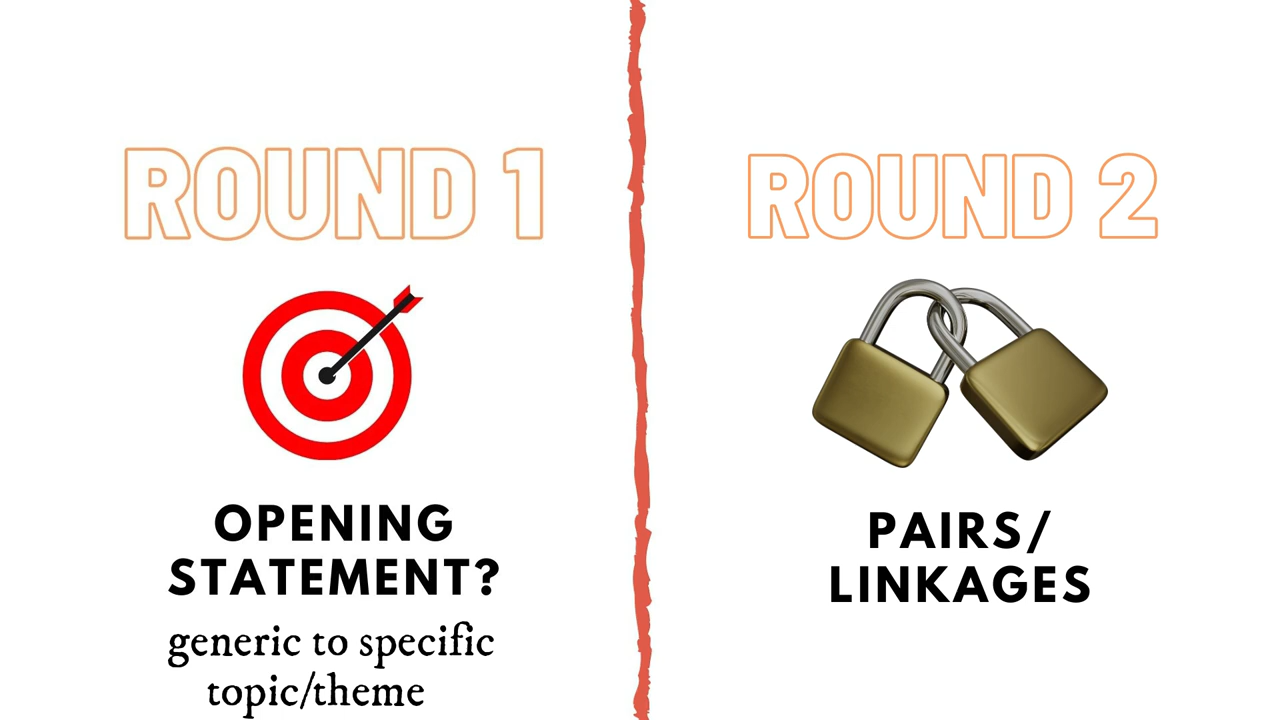 ROUND 1
OPENING
STATEMENT?
generic to specific
topic/theme
ROUND 2
PAIRS/
LINKAGES